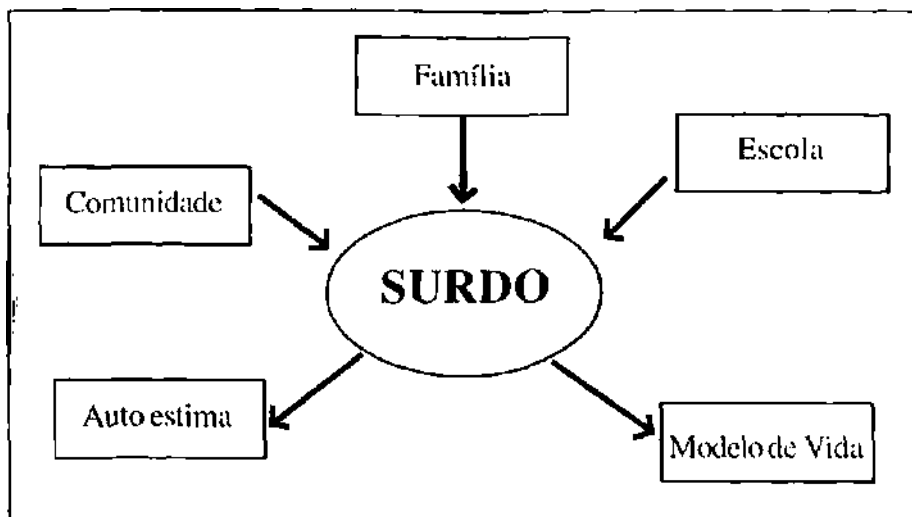 Família
Escola
Comunidade
SURDO
Auto estima
Modelo de Vida